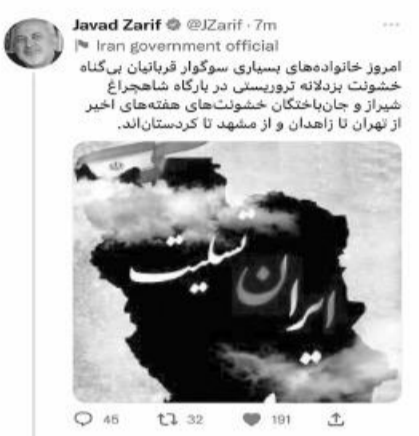 Javad Zarif @JZarif · 7m
Iran government official
امروز خانواده‌های بسیاری سوگوار قربانیان بی‌گناه
خشونت بزدلانه تروریستی در بارگاه شاهچراغ
شیراز و جان‌باختگان خشونت‌های هفته‌های اخیر
از تهران تا زاهدان و از مشهد تا کردستان‌اند.
ایران
تسلیت
46 32 191